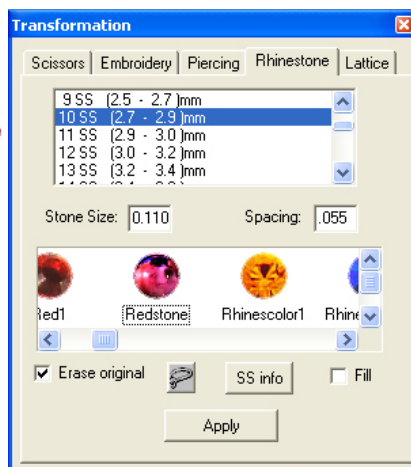 Transformation
Scissors Embroidery Piercing Rhinestone Lattice
9 SS (2.5 - 2.7 )mm
10 SS (2.7 - 2.9 )mm
11 SS (2.9 - 3.0 )mm
12 SS (3.0 - 3.2 )mm
13 SS (3.2 - 3.4 )mm
Stone Size: 0.110 Spacing: .055
Red1 Redstone Rhinescolor1 Rhine
Erase original SS info Fill
Apply